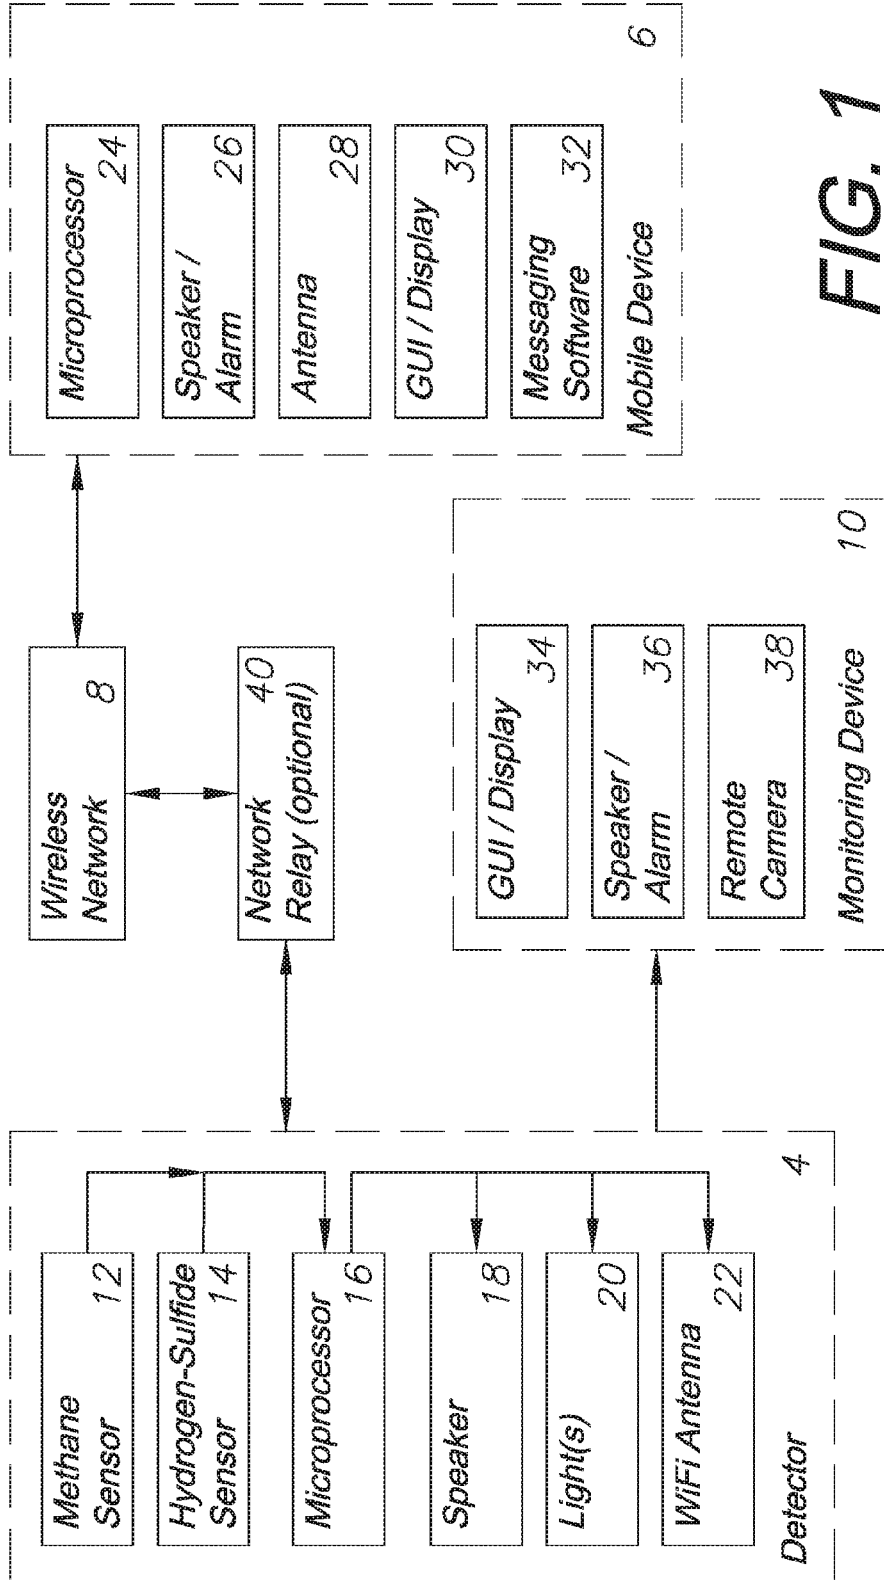 Methane
Sensor
12
Hydrogen-Sulfide
Sensor
14
Microprocessor
16
Speaker
18
Light(s)
20
WiFi Antenna
22
Detector
4
Wireless
Network
8
Network
40
Relay (optional)
GUI / Display
34
Speaker /
Alarm
36
Remote
Camera
38
Monitoring Device
10
Microprocessor
24
Speaker /
Alarm
26
Antenna
28
GUI / Display
30
Messaging
Software
32
Mobile Device
6
FIG. 1